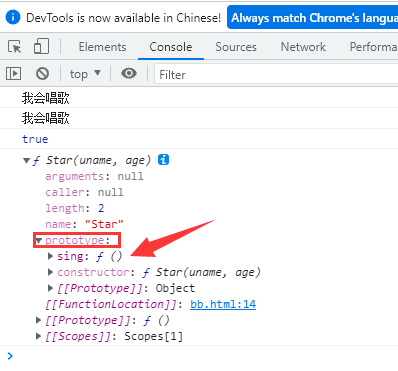 DevTools is now available in Chinese! Always match Chrome's langua
Elements Console Sources Network Performa
top Filter
我会唱歌
我会唱歌
true
ƒ Star(uname, age)
arguments: null
caller: null
length: 2
name: "Star"
prototype:
sing: ƒ ()
constructor: ƒ Star(uname, age)
[[Prototype]]: Object
[[FunctionLocation]]: bb.html:14
[[Prototype]]: ƒ ()
[[Scopes]]: Scopes[1]